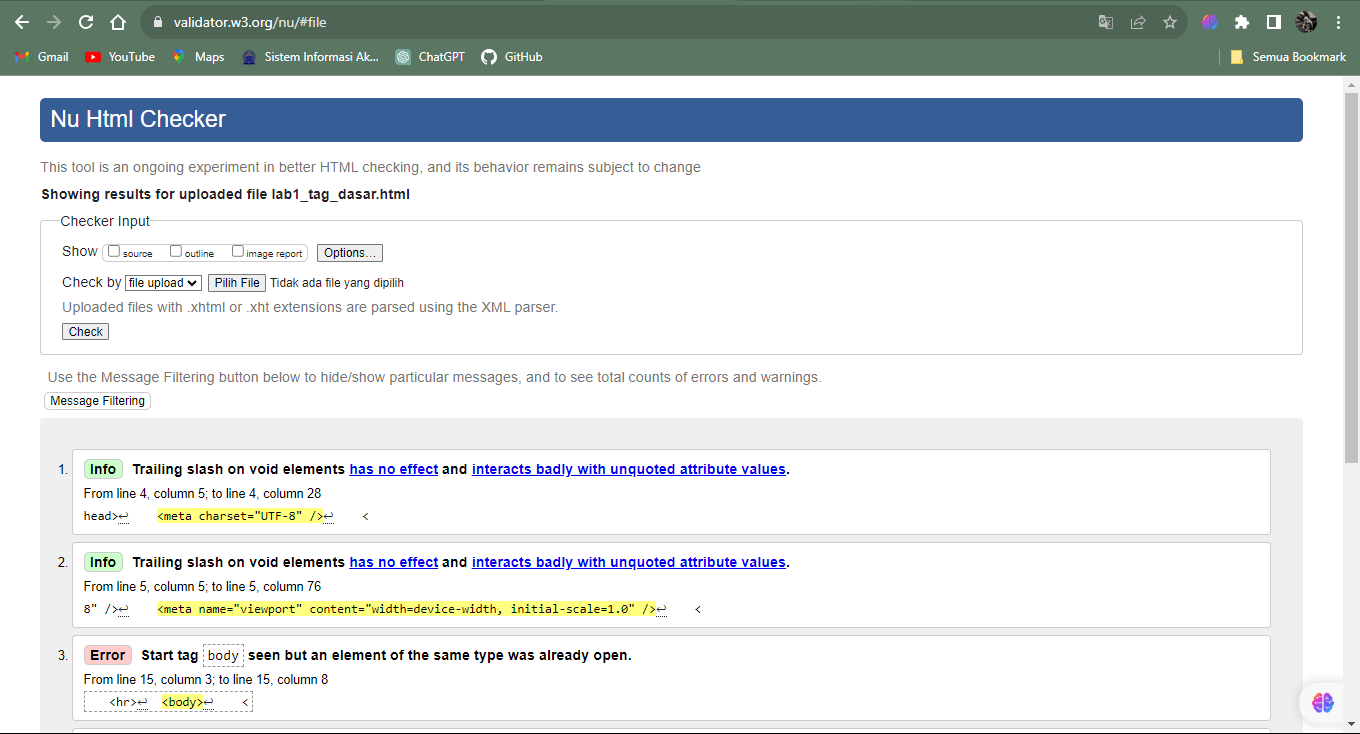 validator.w3.org/nu/#file
Gmail YouTube Maps Sistem Informasi Ak... ChatGPT GitHub Semua Bookmark
Nu Html Checker
This tool is an ongoing experiment in better HTML checking, and its behavior remains subject to change
Showing results for uploaded file lab1_tag_dasar.html
Checker Input
Show source outline image report Options...
Check by file upload Pilih File Tidak ada file yang dipilih
Uploaded files with .xhtml or .xht extensions are parsed using the XML parser.
Check
Use the Message Filtering button below to hide/show particular messages, and to see total counts of errors and warnings.
Message Filtering
1. Info Trailing slash on void elements has no effect and interacts badly with unquoted attribute values.
From line 4, column 5; to line 4, column 28
head>↩ <meta charset="UTF-8" />↩ <
2. Info Trailing slash on void elements has no effect and interacts badly with unquoted attribute values.
From line 5, column 5; to line 5, column 76
8" />↩ <meta name="viewport" content="width=device-width, initial-scale=1.0" />↩ <
3. Error Start tag body seen but an element of the same type was already open.
From line 15, column 3; to line 15, column 8
<hr>↩ <body>↩ <